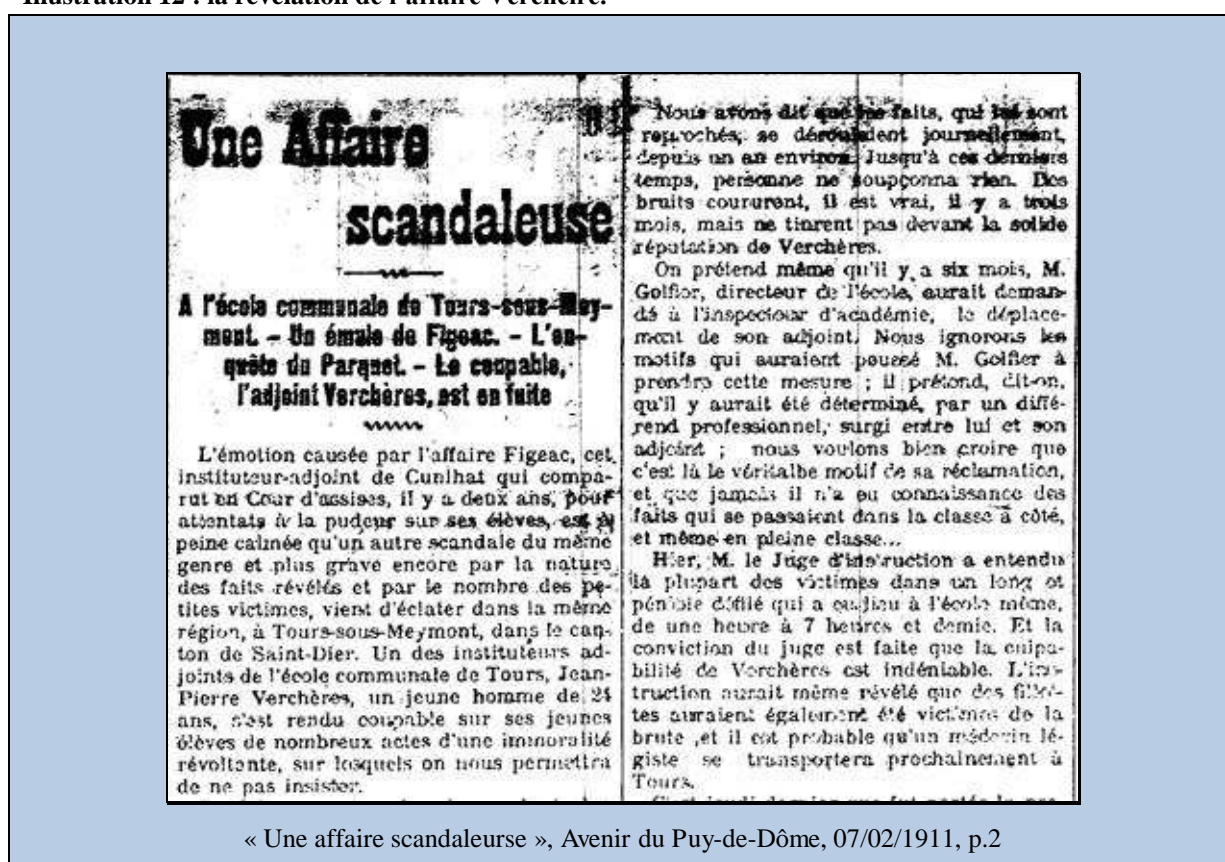 Illustration 12 : la révélation de l'affaire Verchèire.
Une Affaire
scandaleuse
A l'école communale de Tours-sous-Mey-
mont. – Un émule de Figeac. – L'en-
quête du Parquet. – Le coupable,
l'adjoint Verchères, est en fuite
L'émotion causée par l'affaire Figeac, cet
instituteur-adjoint de Cunlhat qui compa-
rut en Cour d'assises, il y a deux ans, pour
attentats à la pudeur sur ses élèves, est à
peine calmée qu'un autre scandale du même
genre et plus grave encore par la nature
des faits révélés et par le nombre des pe-
tites victimes, vient d'éclater dans la même
région, à Tours-sous-Meymont, dans le can-
ton de Saint-Dier. Un des instituteurs ad-
joints de l'école communale de Tours, Jean-
Pierre Verchères, un jeune homme de 24
ans, s'est rendu coupable sur ses jeunes
élèves de nombreux actes d'une immoralité
révoltante, sur lesquels on nous permettra
de ne pas insister.
Nous avons dit que les faits, qui lui sont
reprochés, se déroulaient journellement,
depuis un an environ. Jusqu'à ces derniers
temps, personne ne soupçonna rien. Des
bruits coururent, il est vrai, il y a trois
mois, mais ne tinrent pas devant la solide
réputation de Verchères.
On prétend même qu'il y a six mois, M.
Golfier, directeur de l'école, aurait deman-
dé à l'inspecteur d'académie, le déplace-
ment de son adjoint. Nous ignorons les
motifs qui auraient poussé M. Golfier à
prendre cette mesure ; il prétend, dit-on,
qu'il y aurait été déterminé, par un diffé-
rend professionnel, surgi entre lui et son
adjoint ; nous voulons bien croire que
c'est là le véritalbe motif de sa réclamation,
et que jamais il n'a eu connaissance des
faits qui se passaient dans la classe à côté,
et même en pleine classe...
Hier, M. le Juge d'instruction a entendu
la plupart des victimes dans un long et
pénible défilé qui a eu lieu à l'école même,
de une heure à 7 heures et demie. Et la
conviction du juge est faite que la culpa-
bilité de Verchères est indéniable. L'ins-
truction aurait même révélé que des fillet-
tes auraient également été victimes de la
brute ,et il est probable qu'un médecin lé-
giste se transportera prochainement à
Tours.
C'est jeudi dernier que fut portée la
« Une affaire scandaleurse », Avenir du Puy-de-Dôme, 07/02/1911, p.2